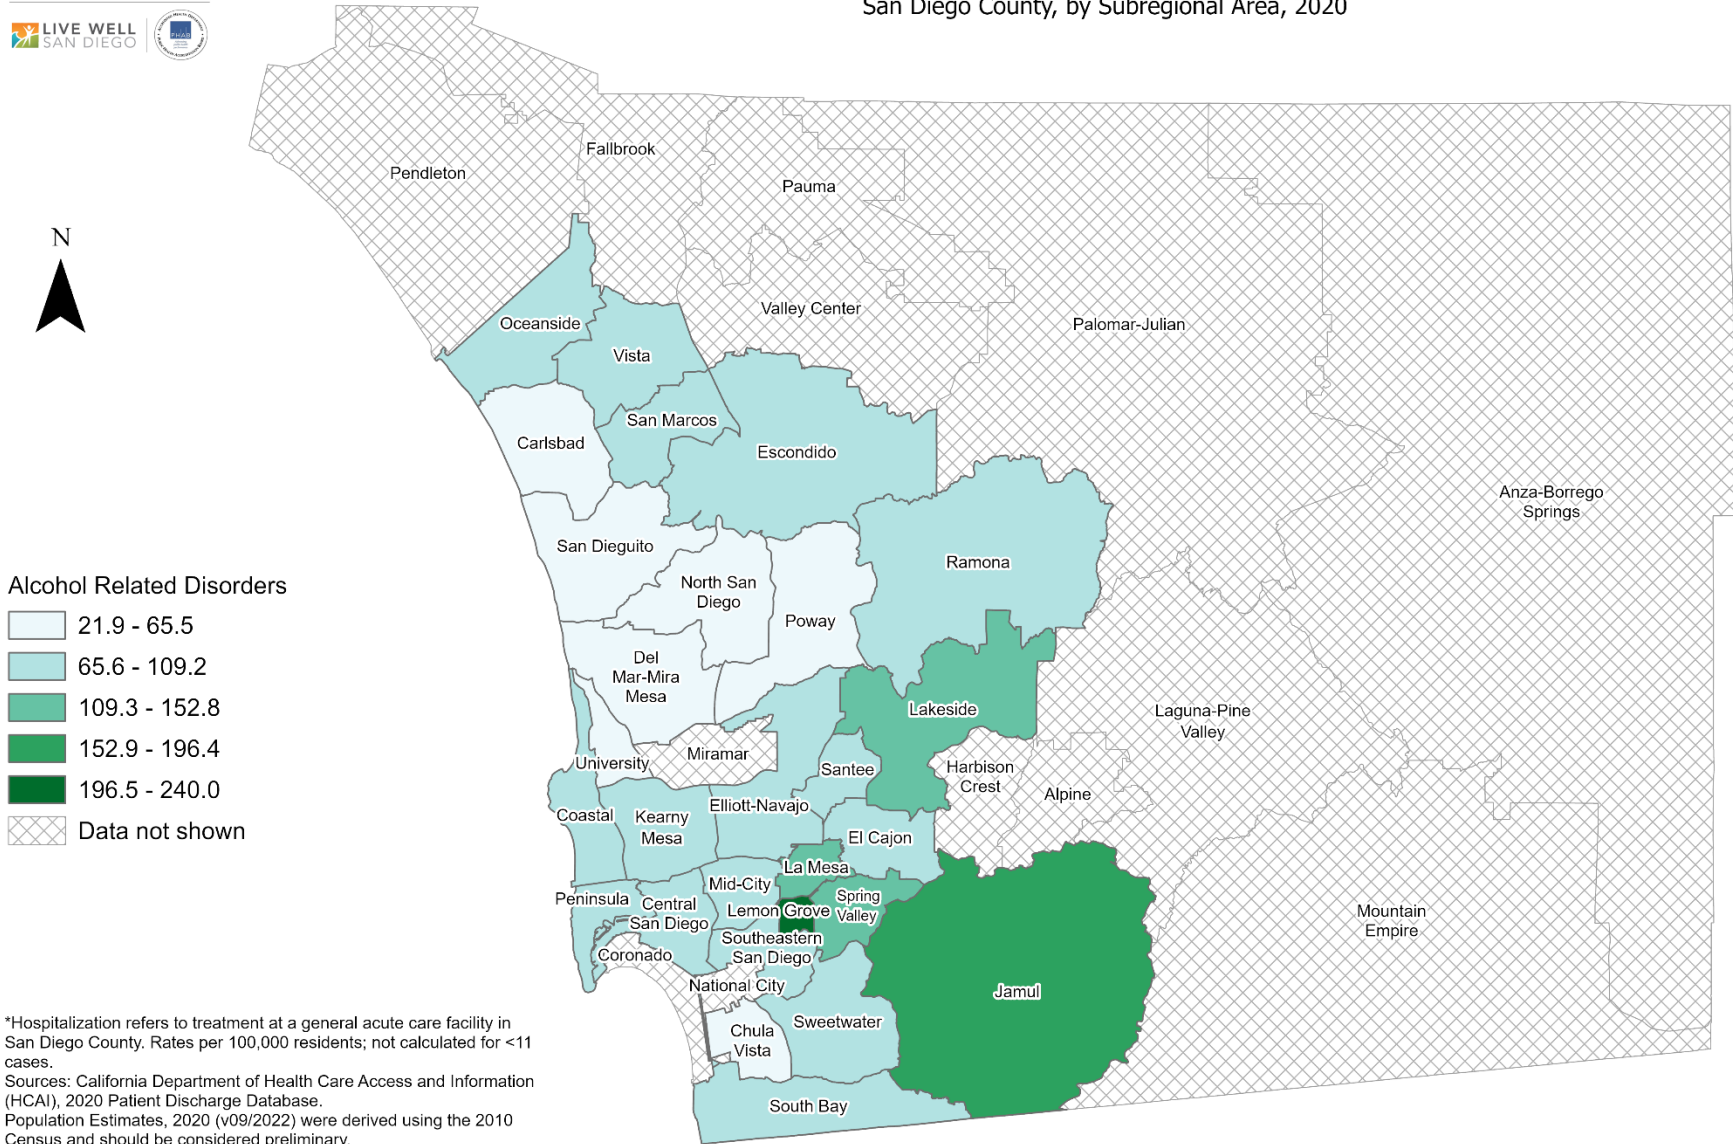 San Diego County, by Subregional Area, 2020
LIVE WELL
SAN DIEGO
PHAB
N
Pendleton
Fallbrook
Pauma
Valley Center
Palomar-Julian
Oceanside
Vista
San Marcos
Carlsbad
Escondido
Anza-Borrego
Springs
San Dieguito
Ramona
North San
Diego
Poway
Del
Mar-Mira
Mesa
Lakeside
Laguna-Pine
Valley
Miramar
University
Santee
Harbison
Crest
Alpine
Elliott-Navajo
Coastal
Kearny
Mesa
El Cajon
La Mesa
Mid-City
Peninsula
Central
San Diego
Spring
Valley
Lemon Grove
Mountain
Empire
Southeastern
San Diego
Coronado
National City
Jamul
Sweetwater
Chula
Vista
South Bay
Alcohol Related Disorders
21.9 - 65.5
65.6 - 109.2
109.3 - 152.8
152.9 - 196.4
196.5 - 240.0
Data not shown
*Hospitalization refers to treatment at a general acute care facility in
San Diego County. Rates per 100,000 residents; not calculated for <11
cases.
Sources: California Department of Health Care Access and Information
(HCAI), 2020 Patient Discharge Database.
Population Estimates, 2020 (v09/2022) were derived using the 2010
Census and should be considered preliminary.